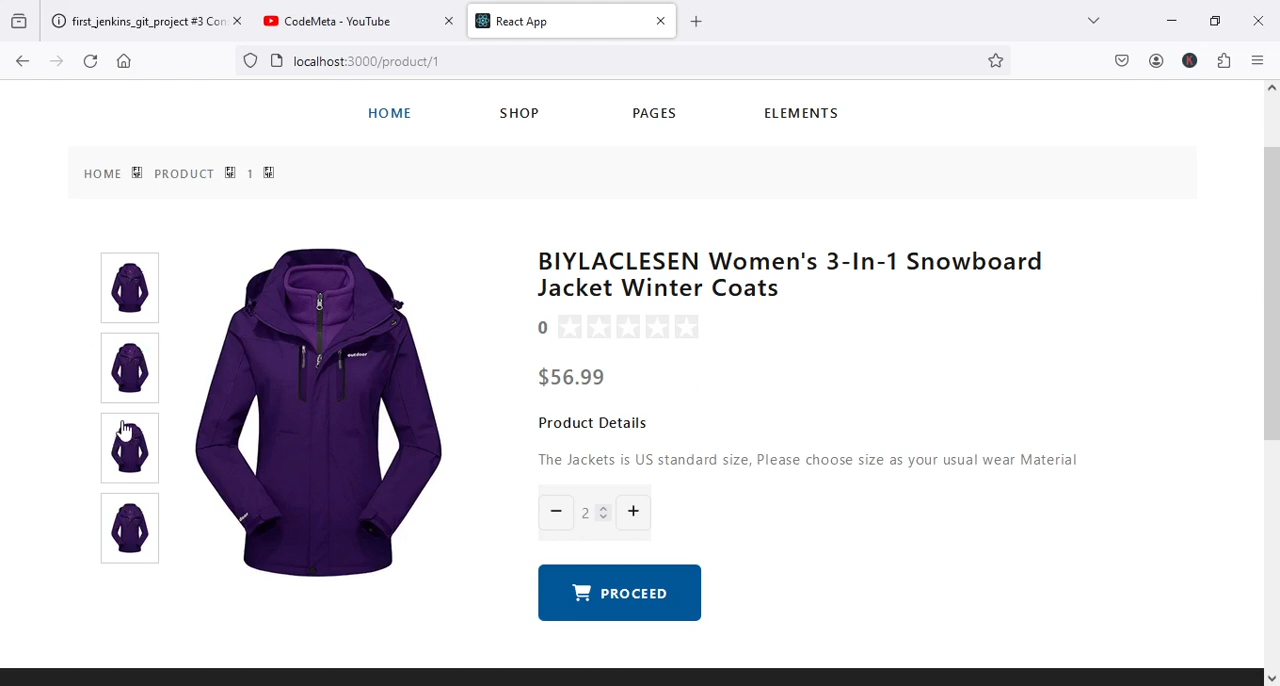 first_jenkins_git_project #3 Con
CodeMeta - YouTube
React App
localhost:3000/product/1
K
HOME
SHOP
PAGES
ELEMENTS
HOME
PRODUCT
1
BIYLACLESEN Women's 3-In-1 Snowboard
Jacket Winter Coats
0
$56.99
Product Details
The Jackets is US standard size, Please choose size as your usual wear Material
− 2 +
PROCEED
outdoor